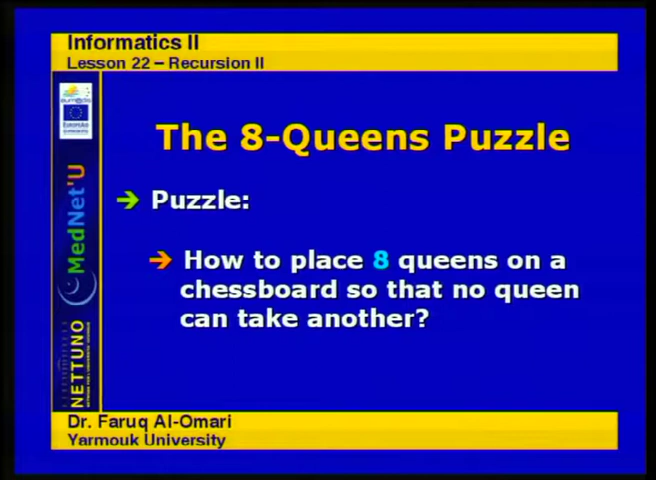 Informatics II
Lesson 22 – Recursion II
The 8-Queens Puzzle
Puzzle:
How to place 8 queens on a
chessboard so that no queen
can take another?
MedNet'U
NETTUNO
Dr. Faruq Al-Omari
Yarmouk University